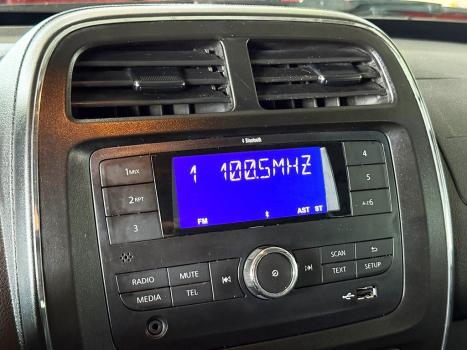 Bluetooth
1 100.5MHZ
FM AST ST
1MIX
2RPT
3
4
5
A-Z6
RADIO MUTE
MEDIA TEL
SCAN
TEXT SETUP